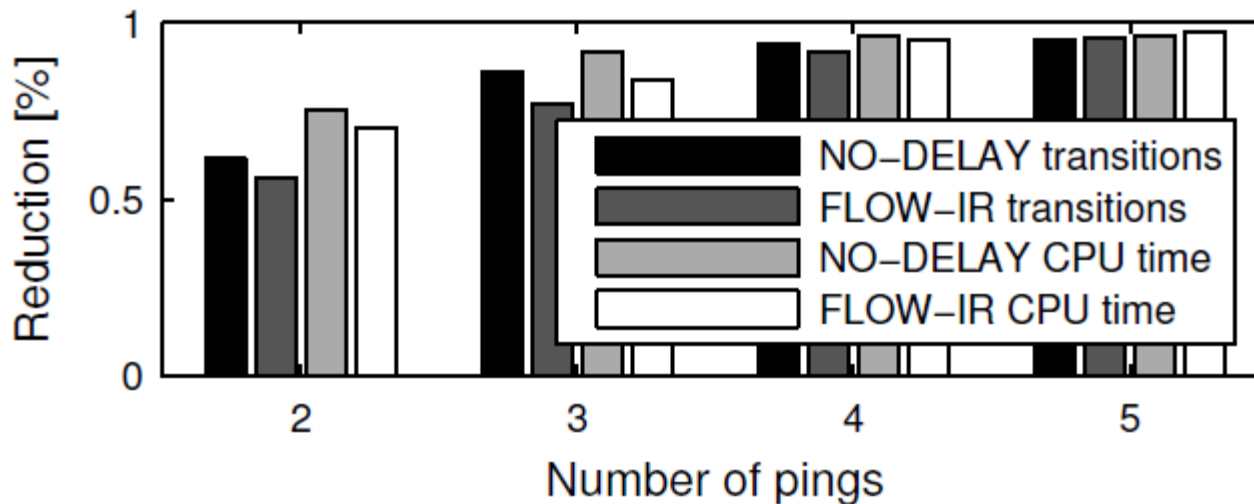 Reduction [%]
1
0.5
0
NO−DELAY transitions
FLOW−IR transitions
NO−DELAY CPU time
FLOW−IR CPU time
2 3 4 5
Number of pings